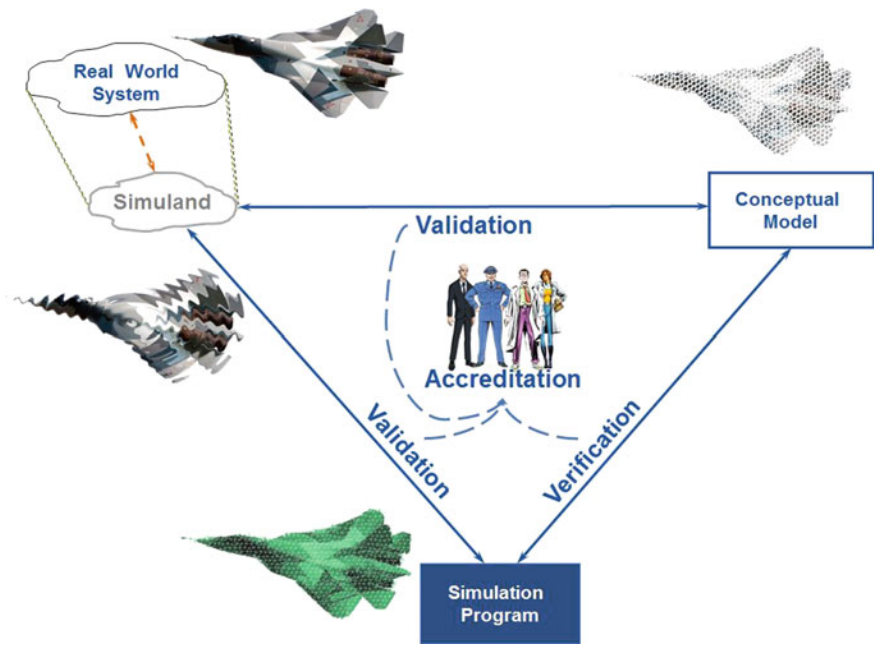 Real World
System
Simuland
Conceptual
Model
Validation
Accreditation
Validation
Verification
Simulation
Program